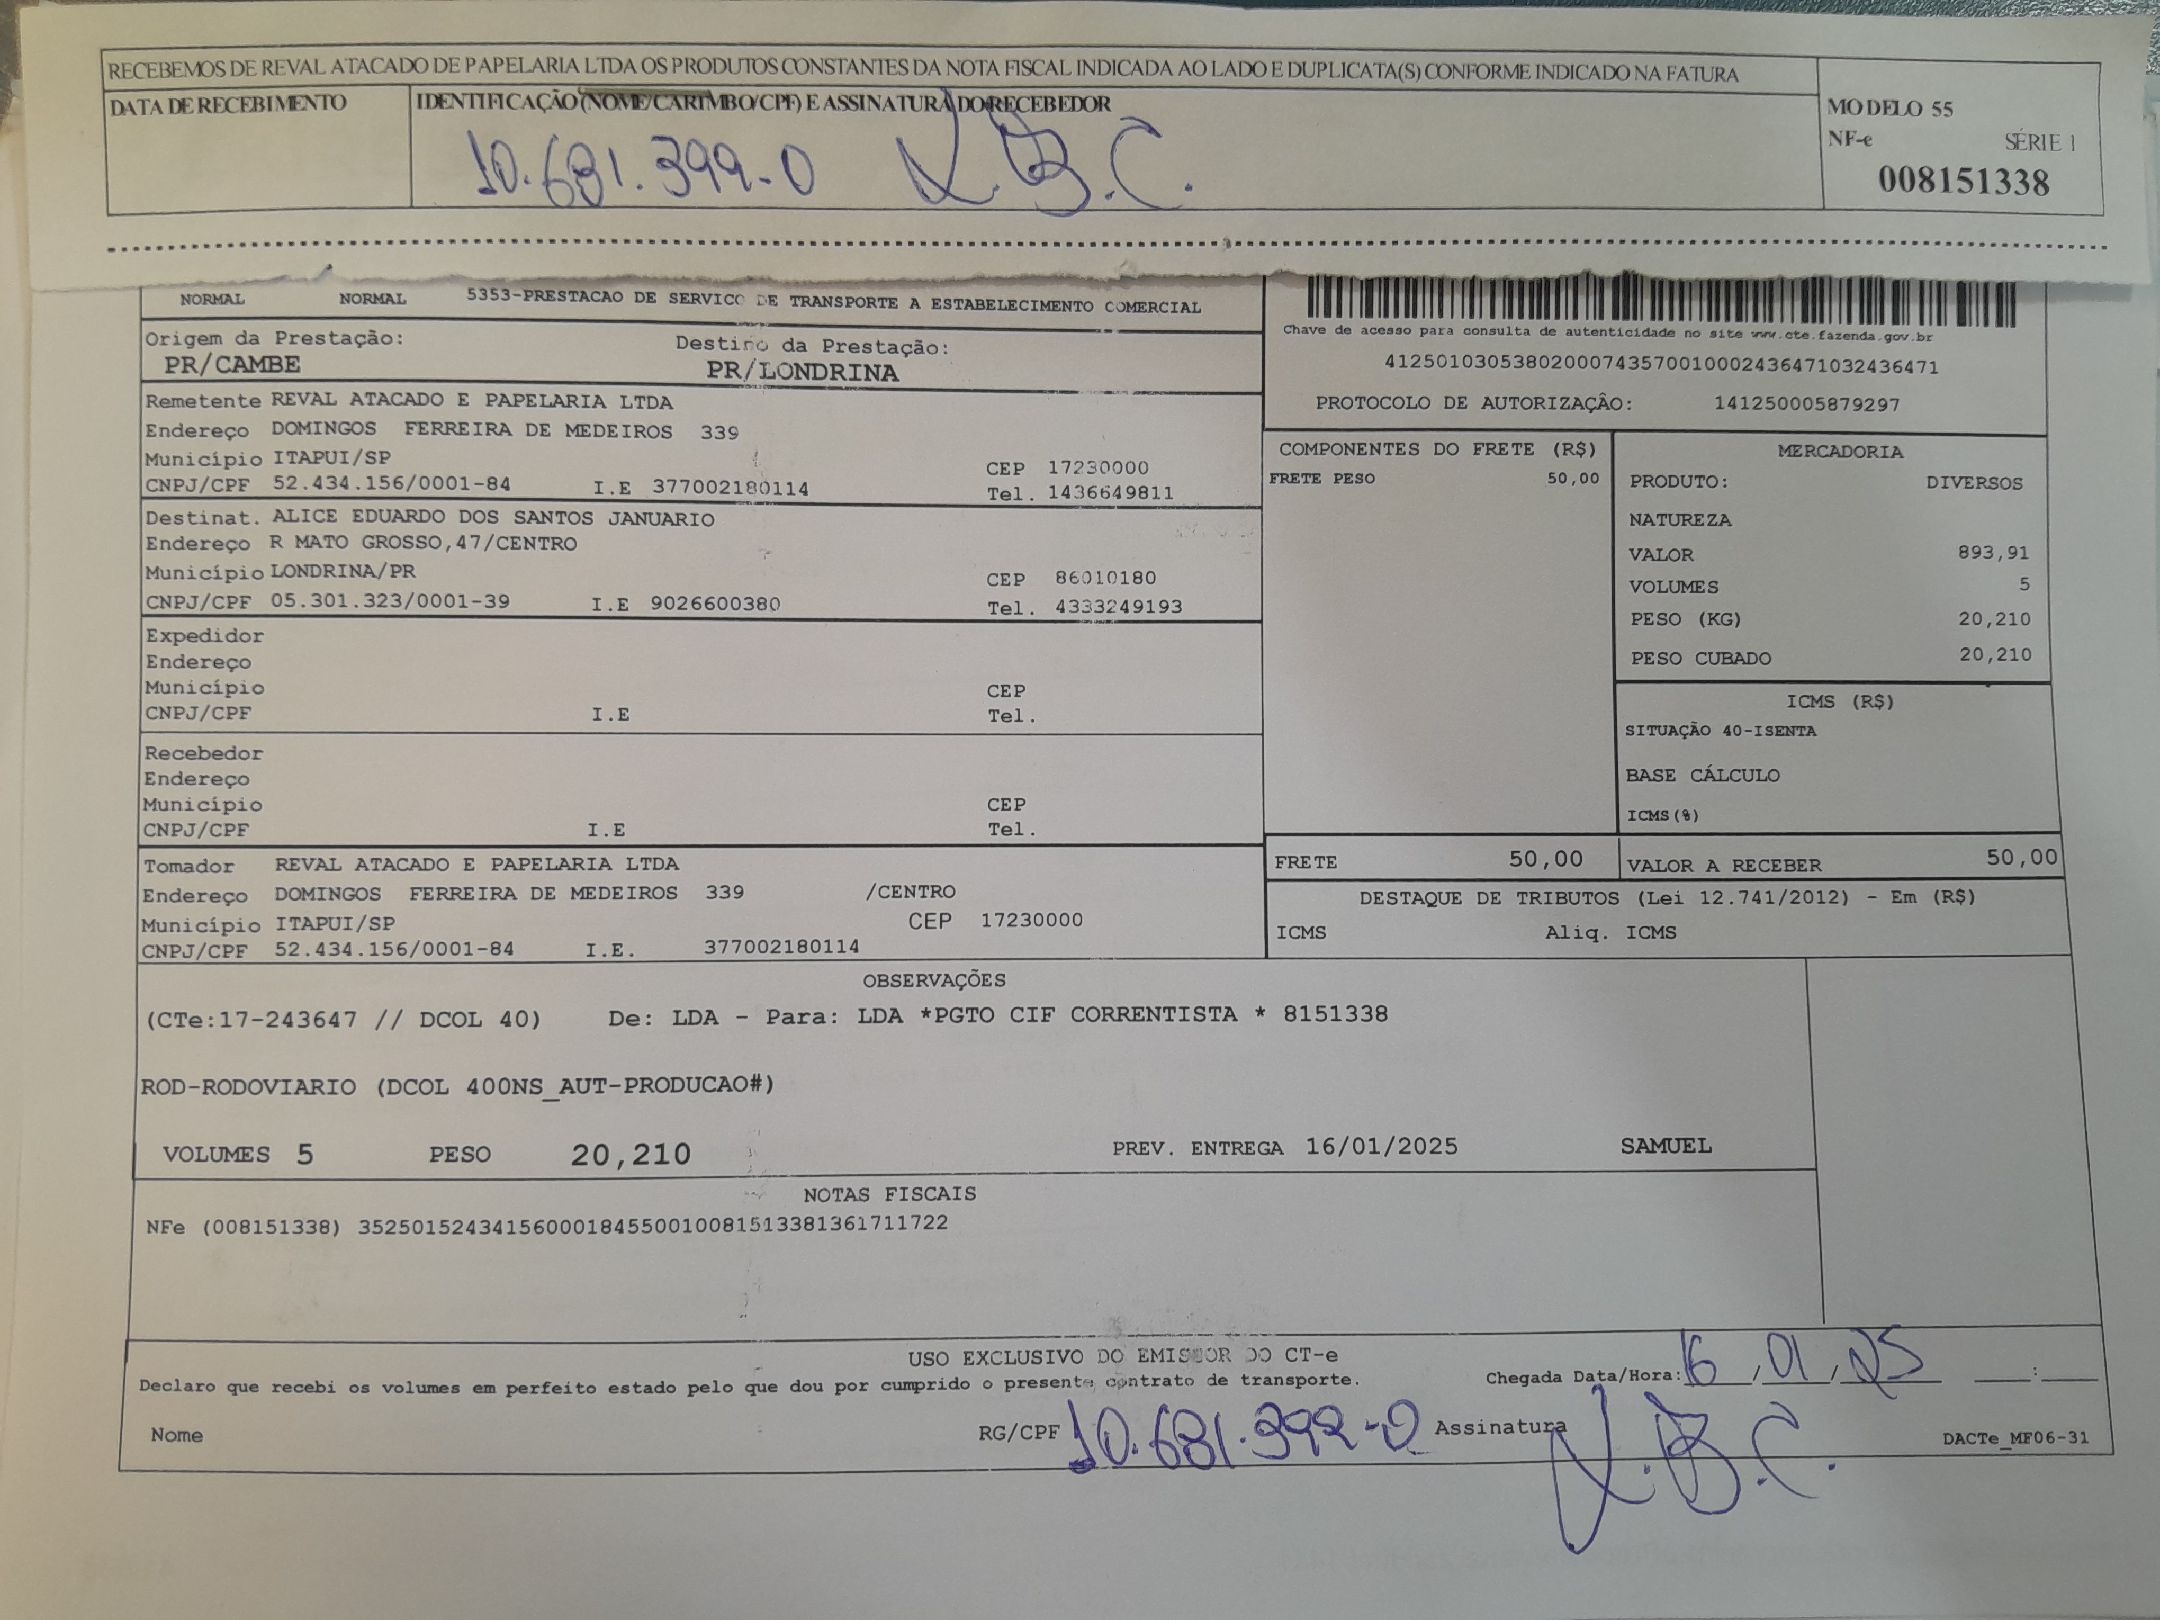 RECEBEMOS DE REVAL ATACADO DE PAPELARIA LTDA OS PRODUTOS CONSTANTES DA NOTA FISCAL INDICADA AO LADO E DUPLICATA(S) CONFORME INDICADO NA FATURA
DATA DE RECEBIMENTO
IDENTIFICAÇÃO (NOME/CARIMBO/CPF) E ASSINATURA DO RECEBEDOR
10.681.399-0
MODELO 55
NF-e SÉRIE 1
008151338
NORMAL NORMAL 5353-PRESTACAO DE SERVICO DE TRANSPORTE A ESTABELECIMENTO COMERCIAL
Chave de acesso para consulta de autenticidade no site www.cte.fazenda.gov.br
41250103053802000743570010002436471032436471
PROTOCOLO DE AUTORIZAÇÃO: 141250005879297
Origem da Prestação: Destino da Prestação:
PR/CAMBE PR/LONDRINA
Remetente REVAL ATACADO E PAPELARIA LTDA
Endereço DOMINGOS FERREIRA DE MEDEIROS 339
Município ITAPUI/SP CEP 17230000
CNPJ/CPF 52.434.156/0001-84 I.E 377002180114 Tel. 1436649811
Destinat. ALICE EDUARDO DOS SANTOS JANUARIO
Endereço R MATO GROSSO,47/CENTRO
Município LONDRINA/PR CEP 86010180
CNPJ/CPF 05.301.323/0001-39 I.E 9026600380 Tel. 4333249193
Expedidor
Endereço
Município CEP
CNPJ/CPF I.E Tel.
Recebedor
Endereço
Município CEP
CNPJ/CPF I.E Tel.
Tomador REVAL ATACADO E PAPELARIA LTDA
Endereço DOMINGOS FERREIRA DE MEDEIROS 339 /CENTRO
Município ITAPUI/SP CEP 17230000
CNPJ/CPF 52.434.156/0001-84 I.E. 377002180114
COMPONENTES DO FRETE (R$)
FRETE PESO 50,00
MERCADORIA
PRODUTO: DIVERSOS
NATUREZA
VALOR 893,91
VOLUMES 5
PESO (KG) 20,210
PESO CUBADO 20,210
ICMS (R$)
SITUAÇÃO 40-ISENTA
BASE CÁLCULO
ICMS(%)
FRETE 50,00 VALOR A RECEBER 50,00
DESTAQUE DE TRIBUTOS (Lei 12.741/2012) - Em (R$)
ICMS Aliq. ICMS
OBSERVAÇÕES
(CTe:17-243647 // DCOL 40) De: LDA - Para: LDA *PGTO CIF CORRENTISTA * 8151338
ROD-RODOVIARIO (DCOL 400NS_AUT-PRODUCAO#)
VOLUMES 5 PESO 20,210 PREV. ENTREGA 16/01/2025 SAMUEL
NOTAS FISCAIS
NFe (008151338) 35250152434156000184550010081513381361711722
USO EXCLUSIVO DO EMISSOR DO CT-e
Declaro que recebi os volumes em perfeito estado pelo que dou por cumprido o presente contrato de transporte.
Chegada Data/Hora: 16/01/25 :
Nome RG/CPF 10.681.399-0 Assinatura
DACTe_MF06-31